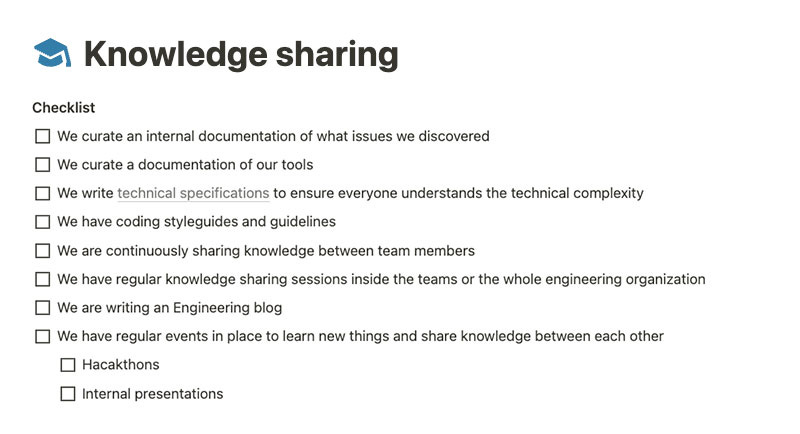 Knowledge sharing
Checklist
We curate an internal documentation of what issues we discovered
We curate a documentation of our tools
We write technical specifications to ensure everyone understands the technical complexity
We have coding styleguides and guidelines
We are continuously sharing knowledge between team members
We have regular knowledge sharing sessions inside the teams or the whole engineering organization
We are writing an Engineering blog
We have regular events in place to learn new things and share knowledge between each other
Hacakthons
Internal presentations